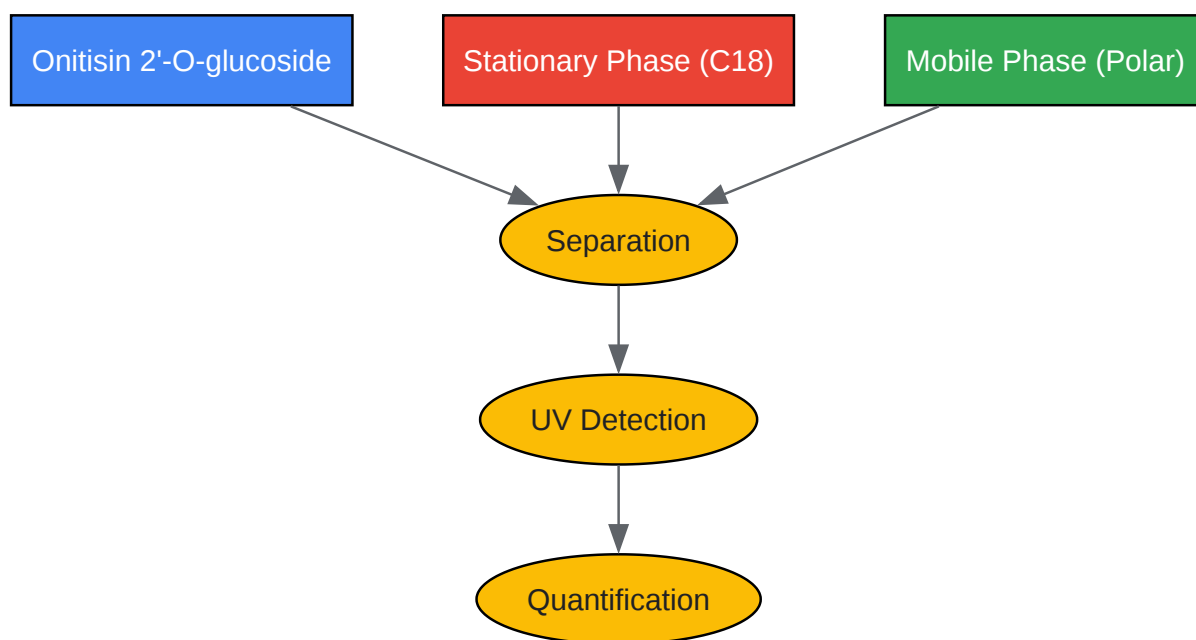 Onitisin 2'-O-glucoside
Stationary Phase (C18)
Mobile Phase (Polar)
Separation
UV Detection
Quantification